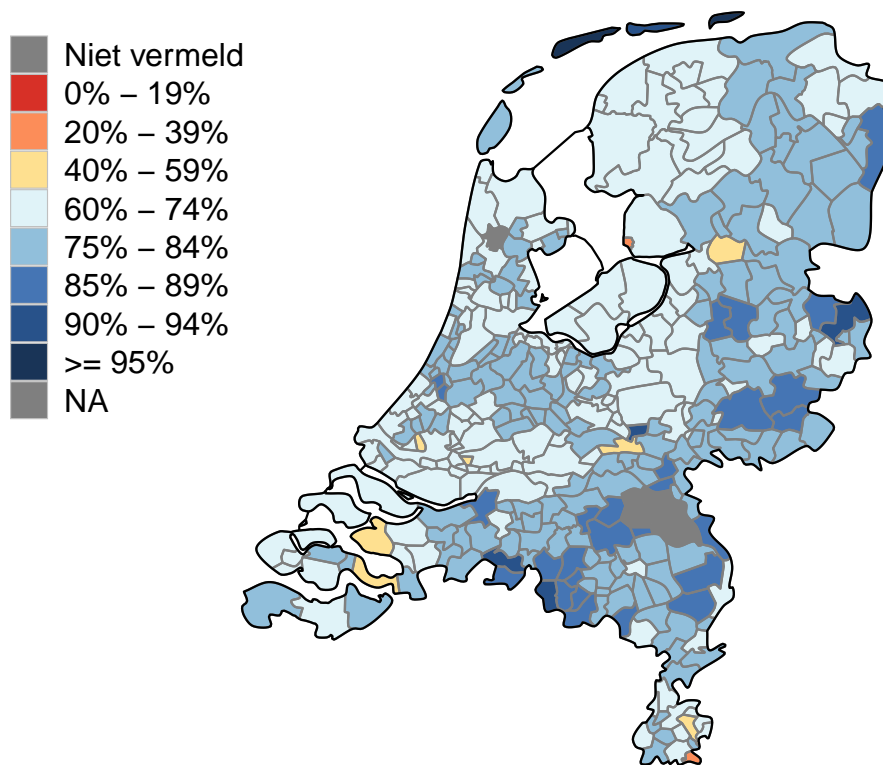 Niet vermeld
0% – 19%
20% – 39%
40% – 59%
60% – 74%
75% – 84%
85% – 89%
90% – 94%
>= 95%
NA